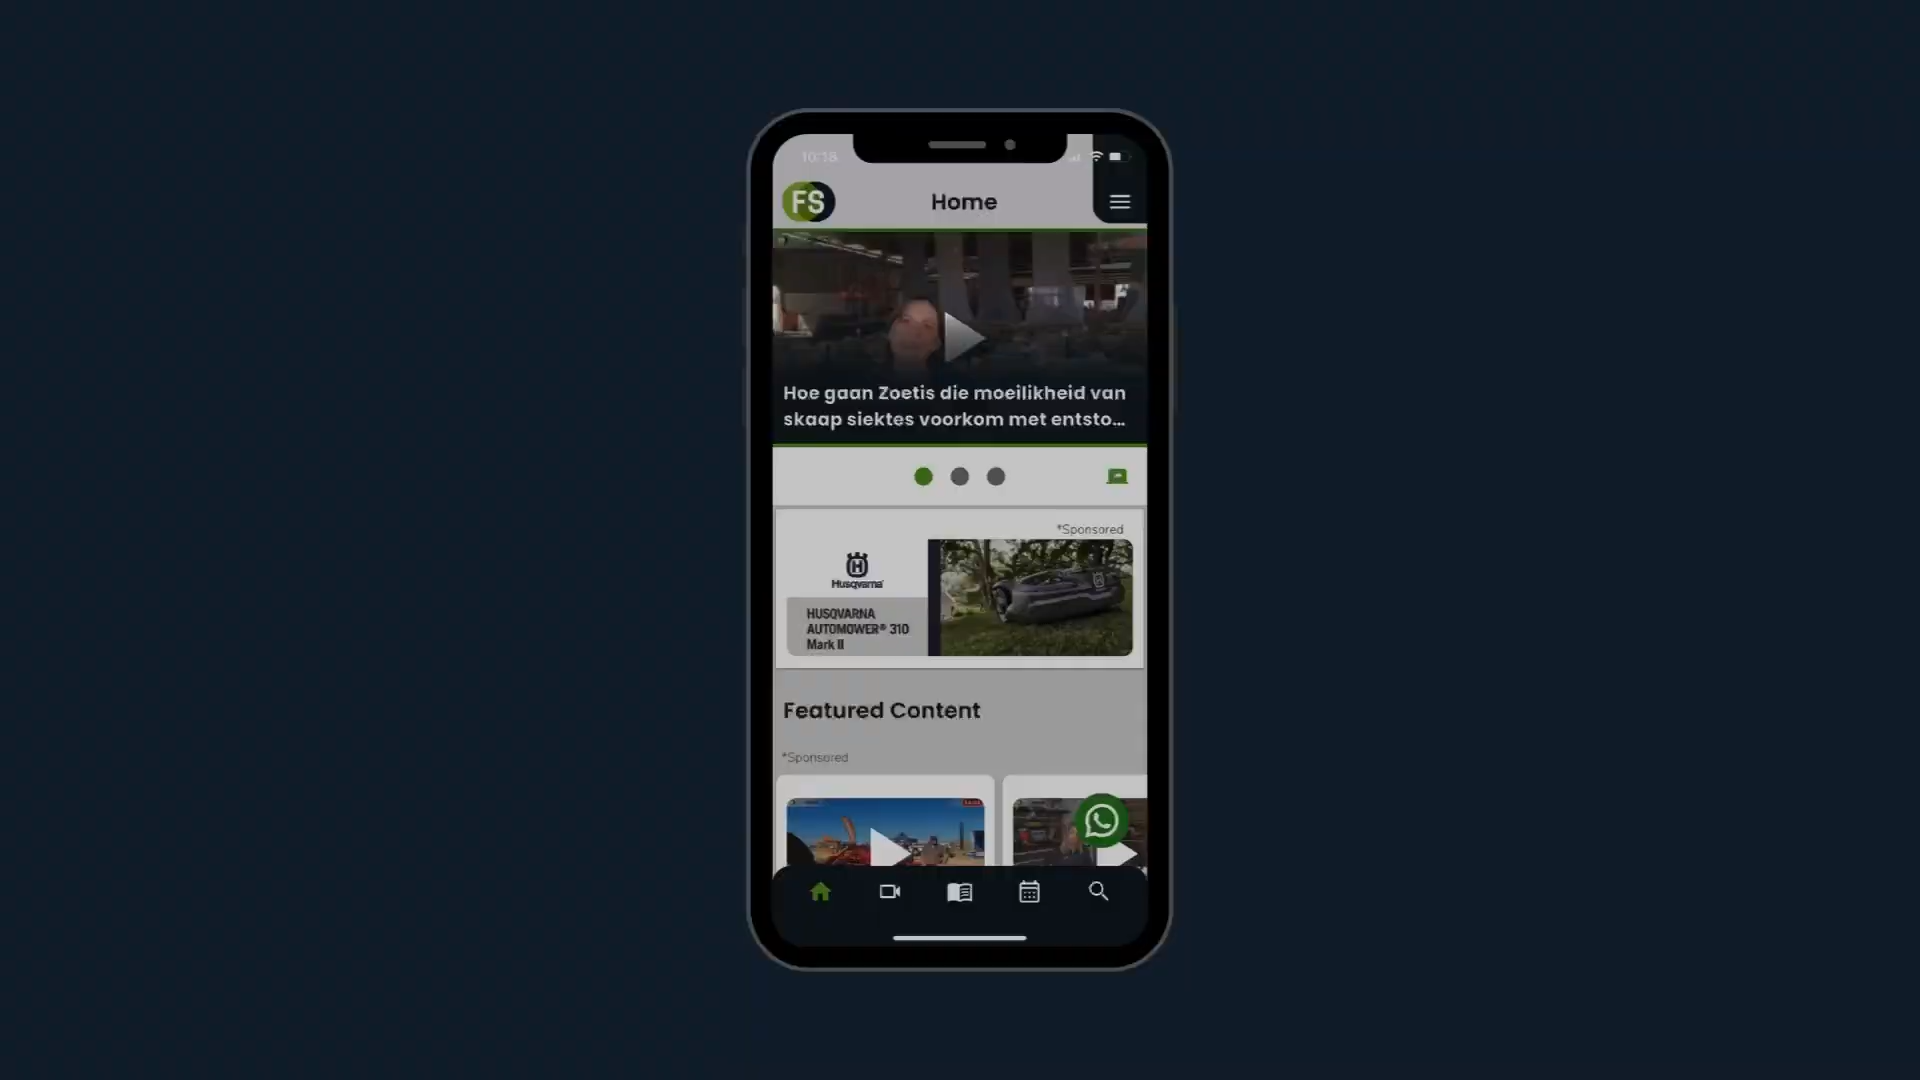 10:18
FS
Home
Hoe gaan Zoetis die moeilikheid van
skaap siektes voorkom met entsto...
*Sponsored
Husqvarna
HUSQVARNA
AUTOMOWER® 310
Mark II
Featured Content
*Sponsored